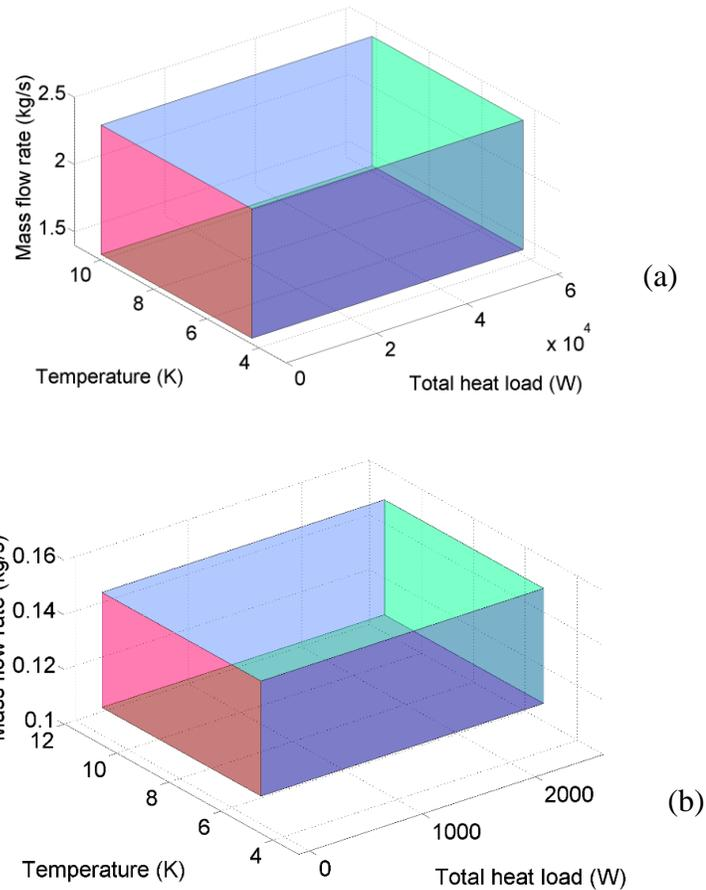 Mass flow rate (kg/s)
2.5
2
1.5
10
8
6
4
0
2
4
6
x 10^4
Temperature (K)
Total heat load (W)
(a)
flow rate
0.16
0.14
0.12
0.1
12
10
8
6
4
0
1000
2000
Temperature (K)
Total heat load (W)
(b)